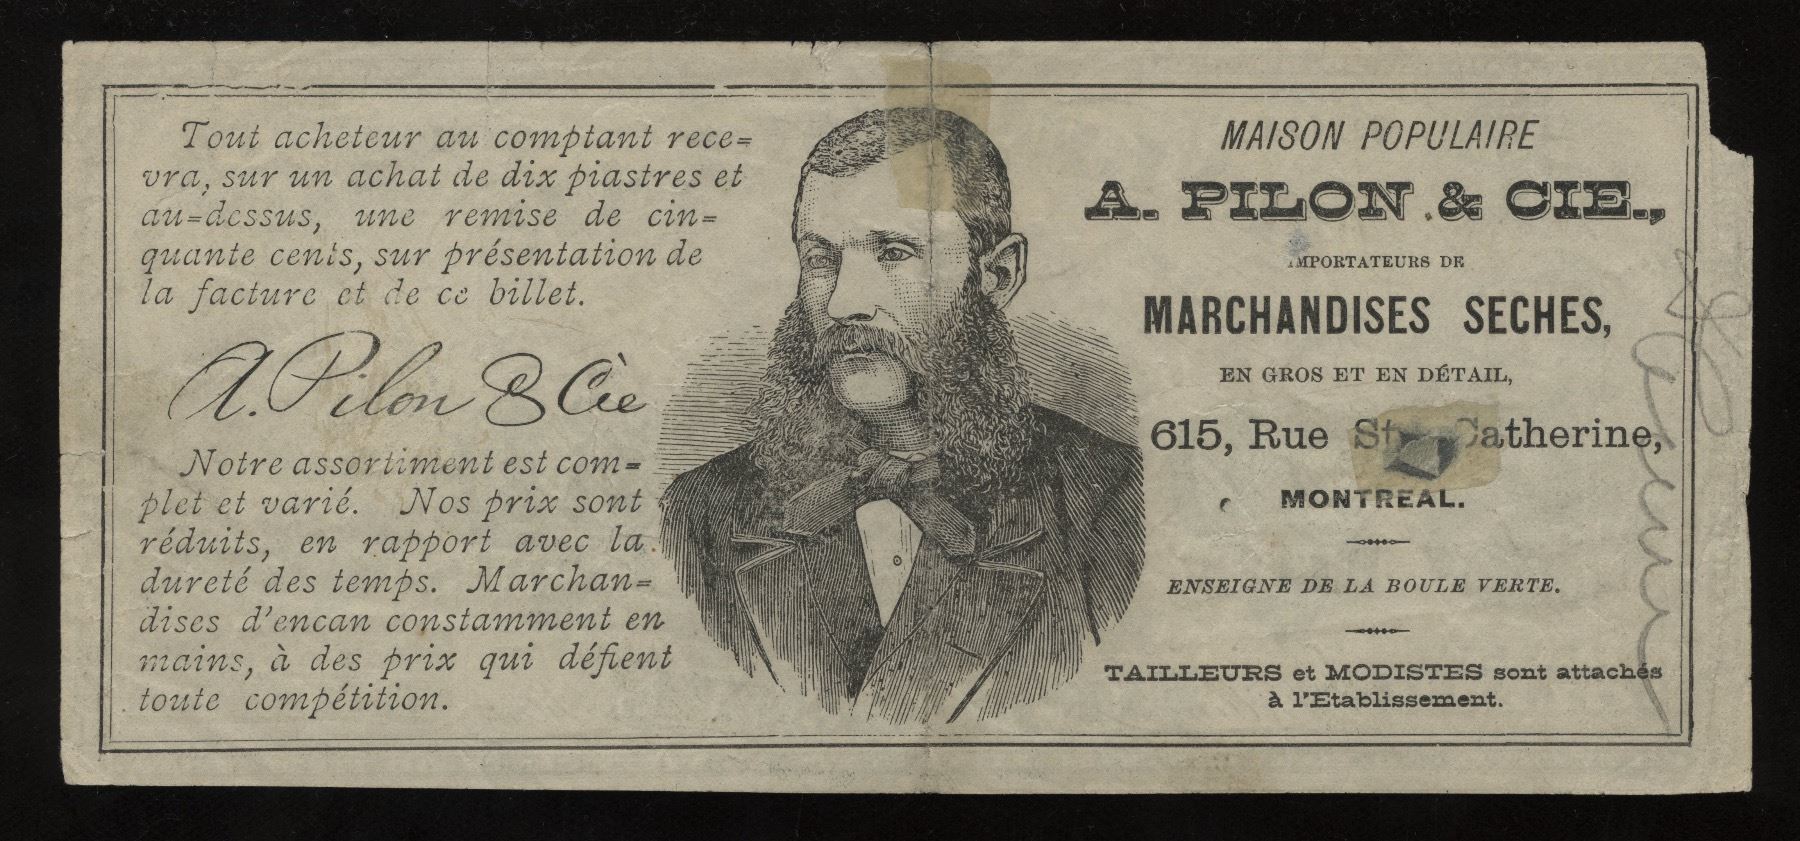 Tout acheteur au comptant rece=
vra, sur un achat de dix piastres et
au=dessus, une remise de cin=
quante cents, sur présentation de
la facture et de ce billet.
A. Pilon & Cie
Notre assortiment est com=
plet et varié. Nos prix sont
réduits, en rapport avec la
dureté des temps. Marchan=
dises d'encan constamment en
mains, à des prix qui défient
toute compétition.
MAISON POPULAIRE
A. PILON & CIE.,
IMPORTATEURS DE
MARCHANDISES SECHES,
EN GROS ET EN DÉTAIL,
615, Rue Ste. Catherine,
MONTREAL.
ENSEIGNE DE LA BOULE VERTE.
TAILLEURS et MODISTES sont attachés
à l'Etablissement.